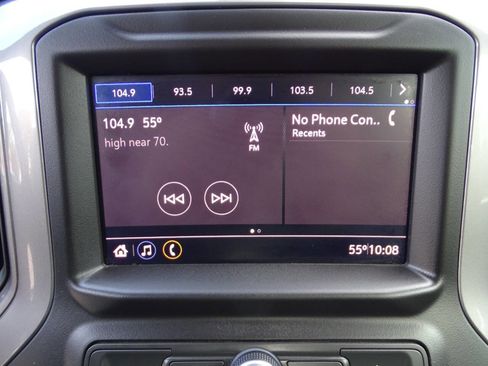 104.9 93.5 99.9 103.5 104.5
104.9 55°
high near 70.
FM
No Phone Con..
Recents
55° 10:08